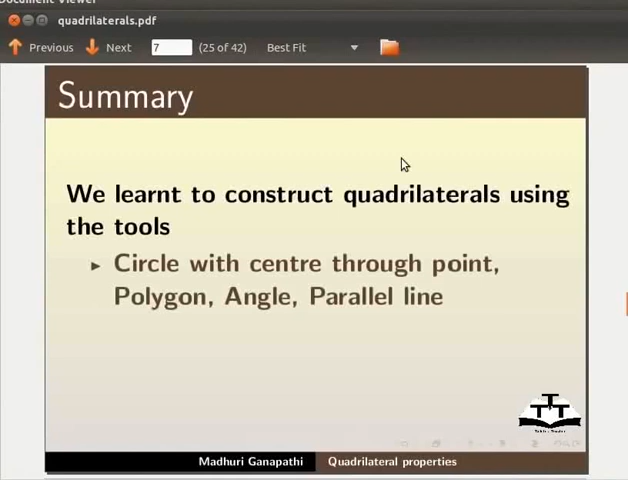 Document Viewer
quadrilaterals.pdf
Previous Next 7 (25 of 42) Best Fit
Summary
We learnt to construct quadrilaterals using
the tools
Circle with centre through point,
Polygon, Angle, Parallel line
TTT
Madhuri Ganapathi Quadrilateral properties